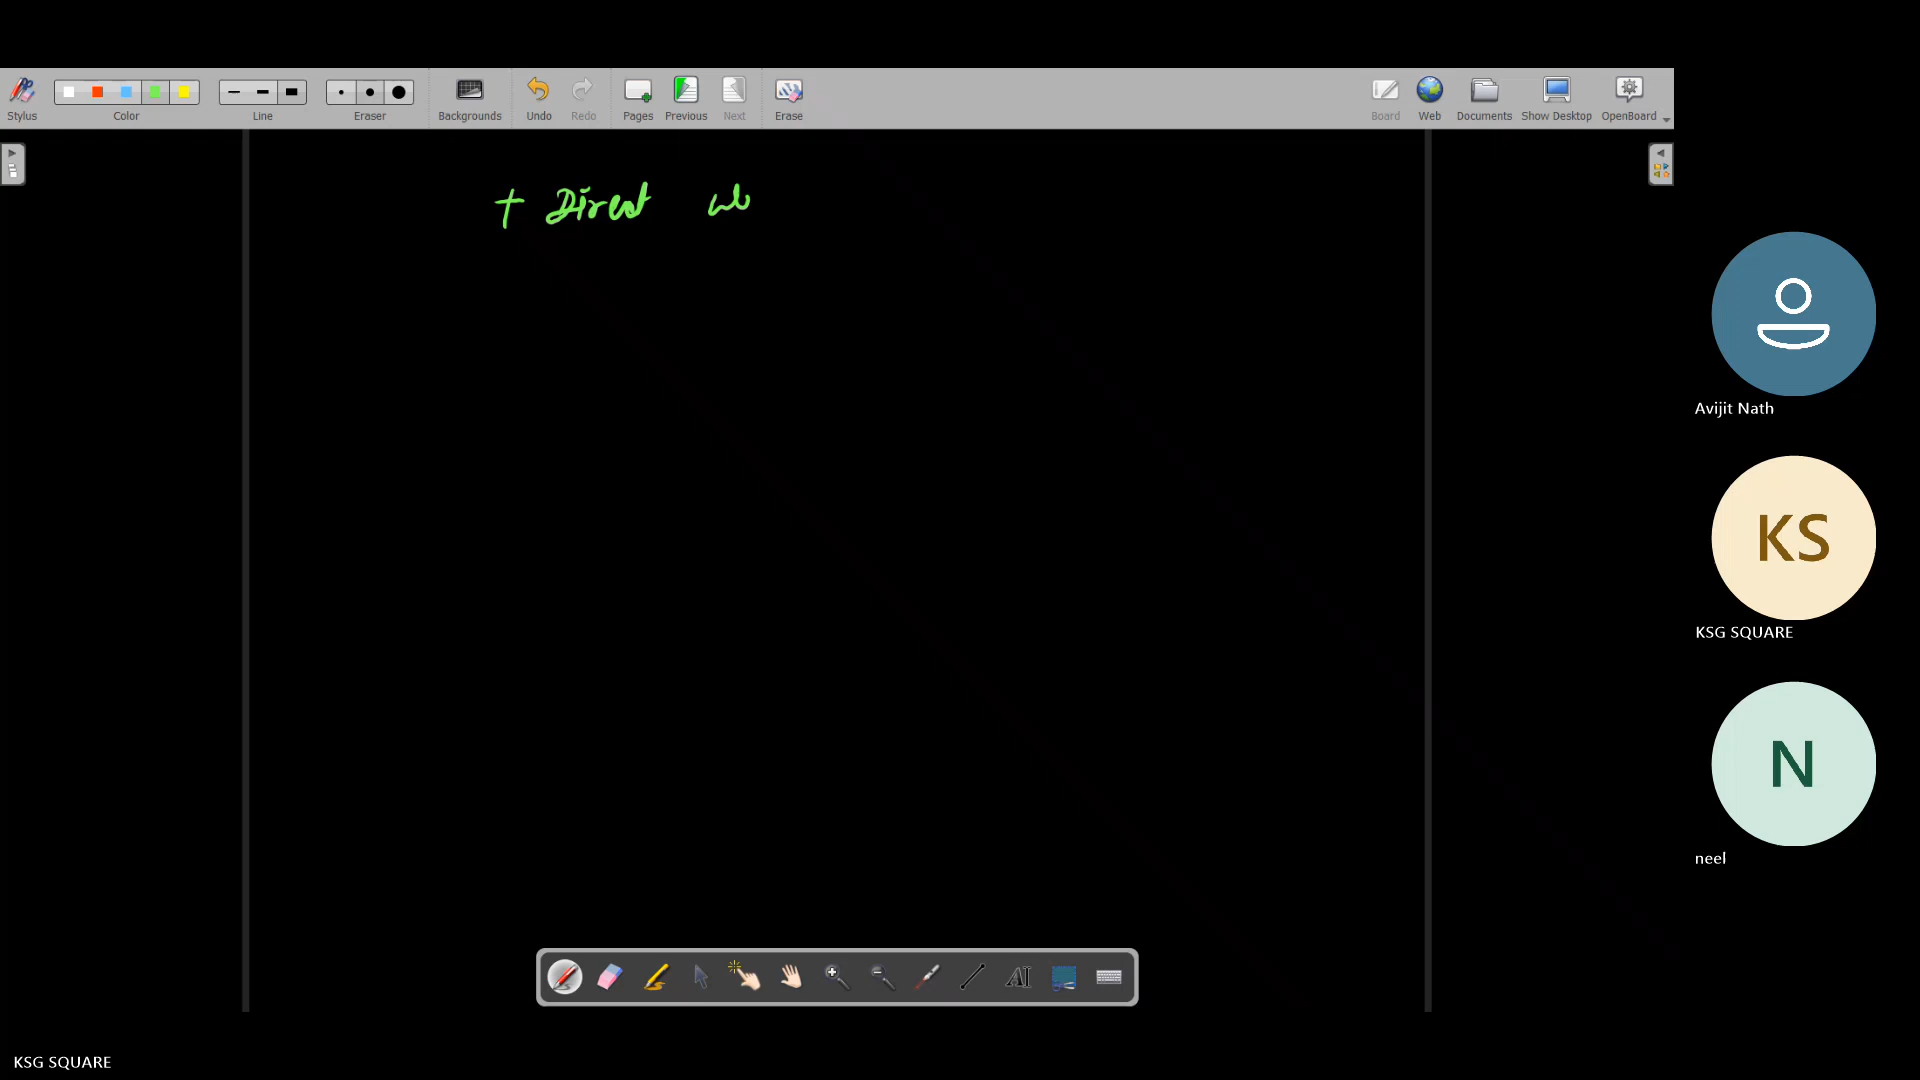 Stylus Color Line Eraser Backgrounds Undo Redo Pages Previous Next Erase Board Web Documents Show Desktop OpenBoard
+ Direct
Avijit Nath
KS
KSG SQUARE
N
neel
AI
KSG SQUARE